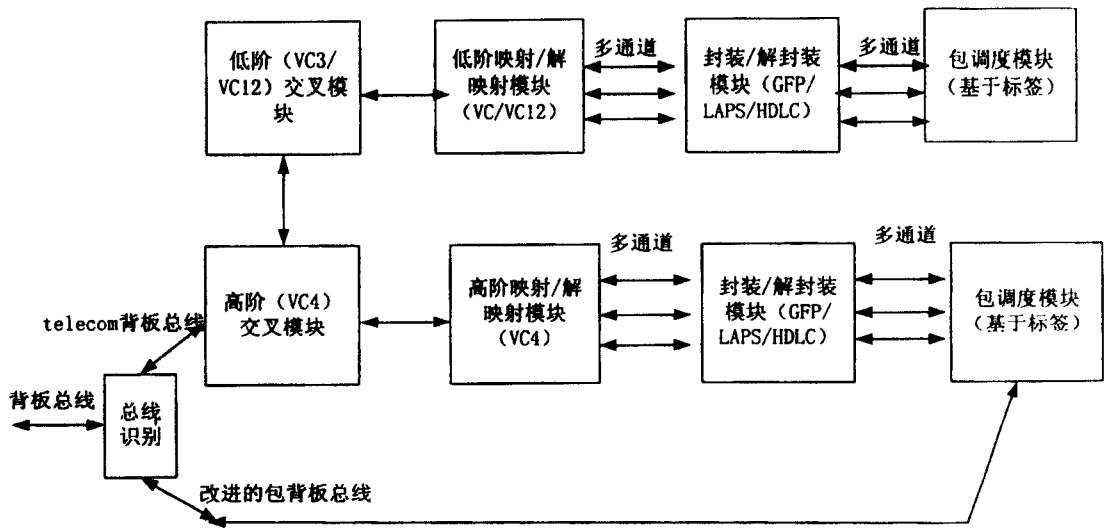 低阶（VC3/
VC12）交叉模
块
低阶映射/解
映射模块
（VC/VC12）
多通道
封装/解封装
模块（GFP/
LAPS/HDLC）
多通道
包调度模块
（基于标签）
高阶（VC4）
交叉模块
高阶映射/解
映射模块
（VC4）
多通道
封装/解封装
模块（GFP/
LAPS/HDLC）
多通道
包调度模块
（基于标签）
telecom背板总线
背板总线
总线
识别
改进的包背板总线